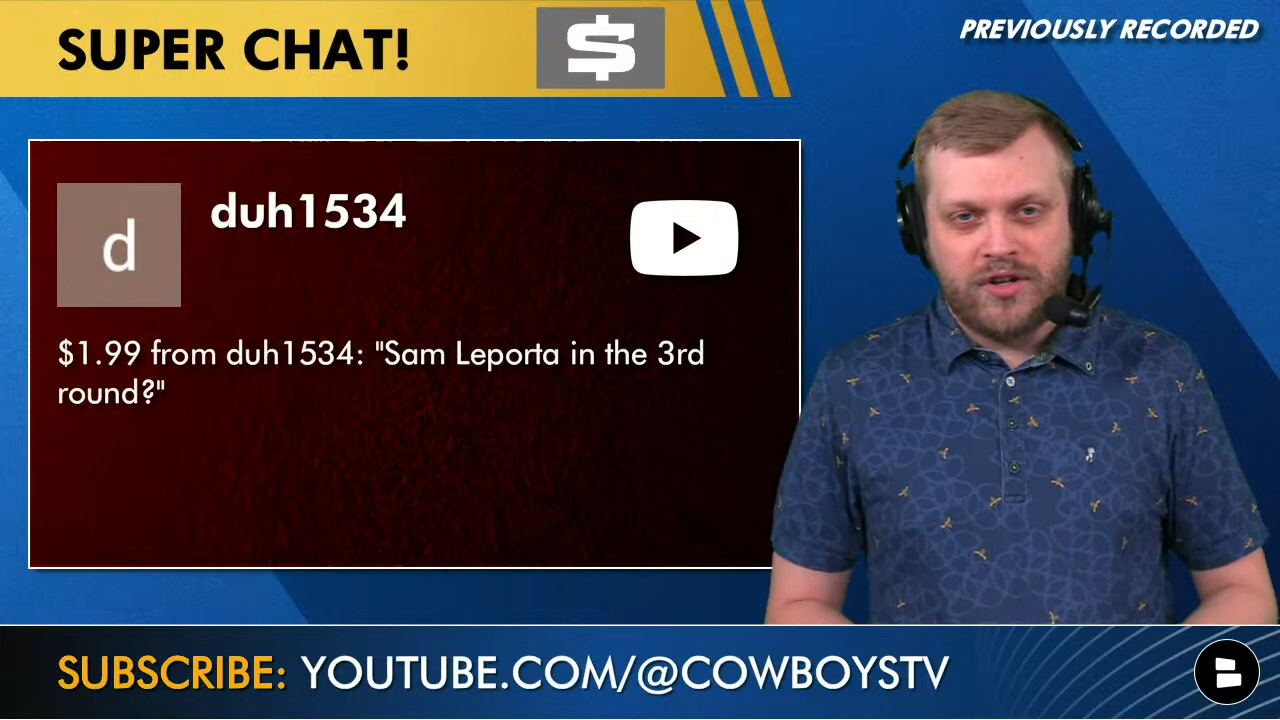 SUPER CHAT!
PREVIOUSLY RECORDED
d
duh1534
$1.99 from duh1534: "Sam Leporta in the 3rd
round?"
SUBSCRIBE: YOUTUBE.COM/@COWBOYSTV